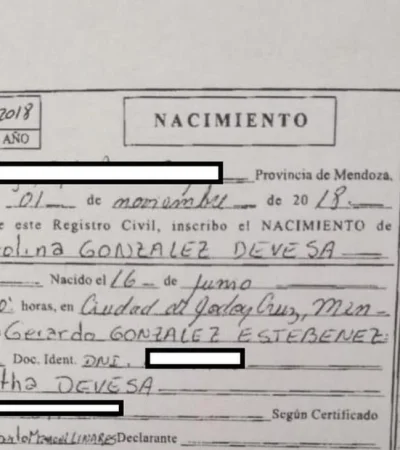 2018
AÑO
NACIMIENTO
Provincia de Mendoza,
01 de noviembre de 2018.
e este Registro Civil, inscribo el NACIMIENTO de
olina GONZALEZ DEVESA
Nacido el 16 de Junio
horas, en Ciudad de Godoy Cruz, Men-
Gerardo GONZALEZ ESTEBENEZ
Doc. Ident. DNI.
tha DEVESA
Según Certificado
LINARES Declarante